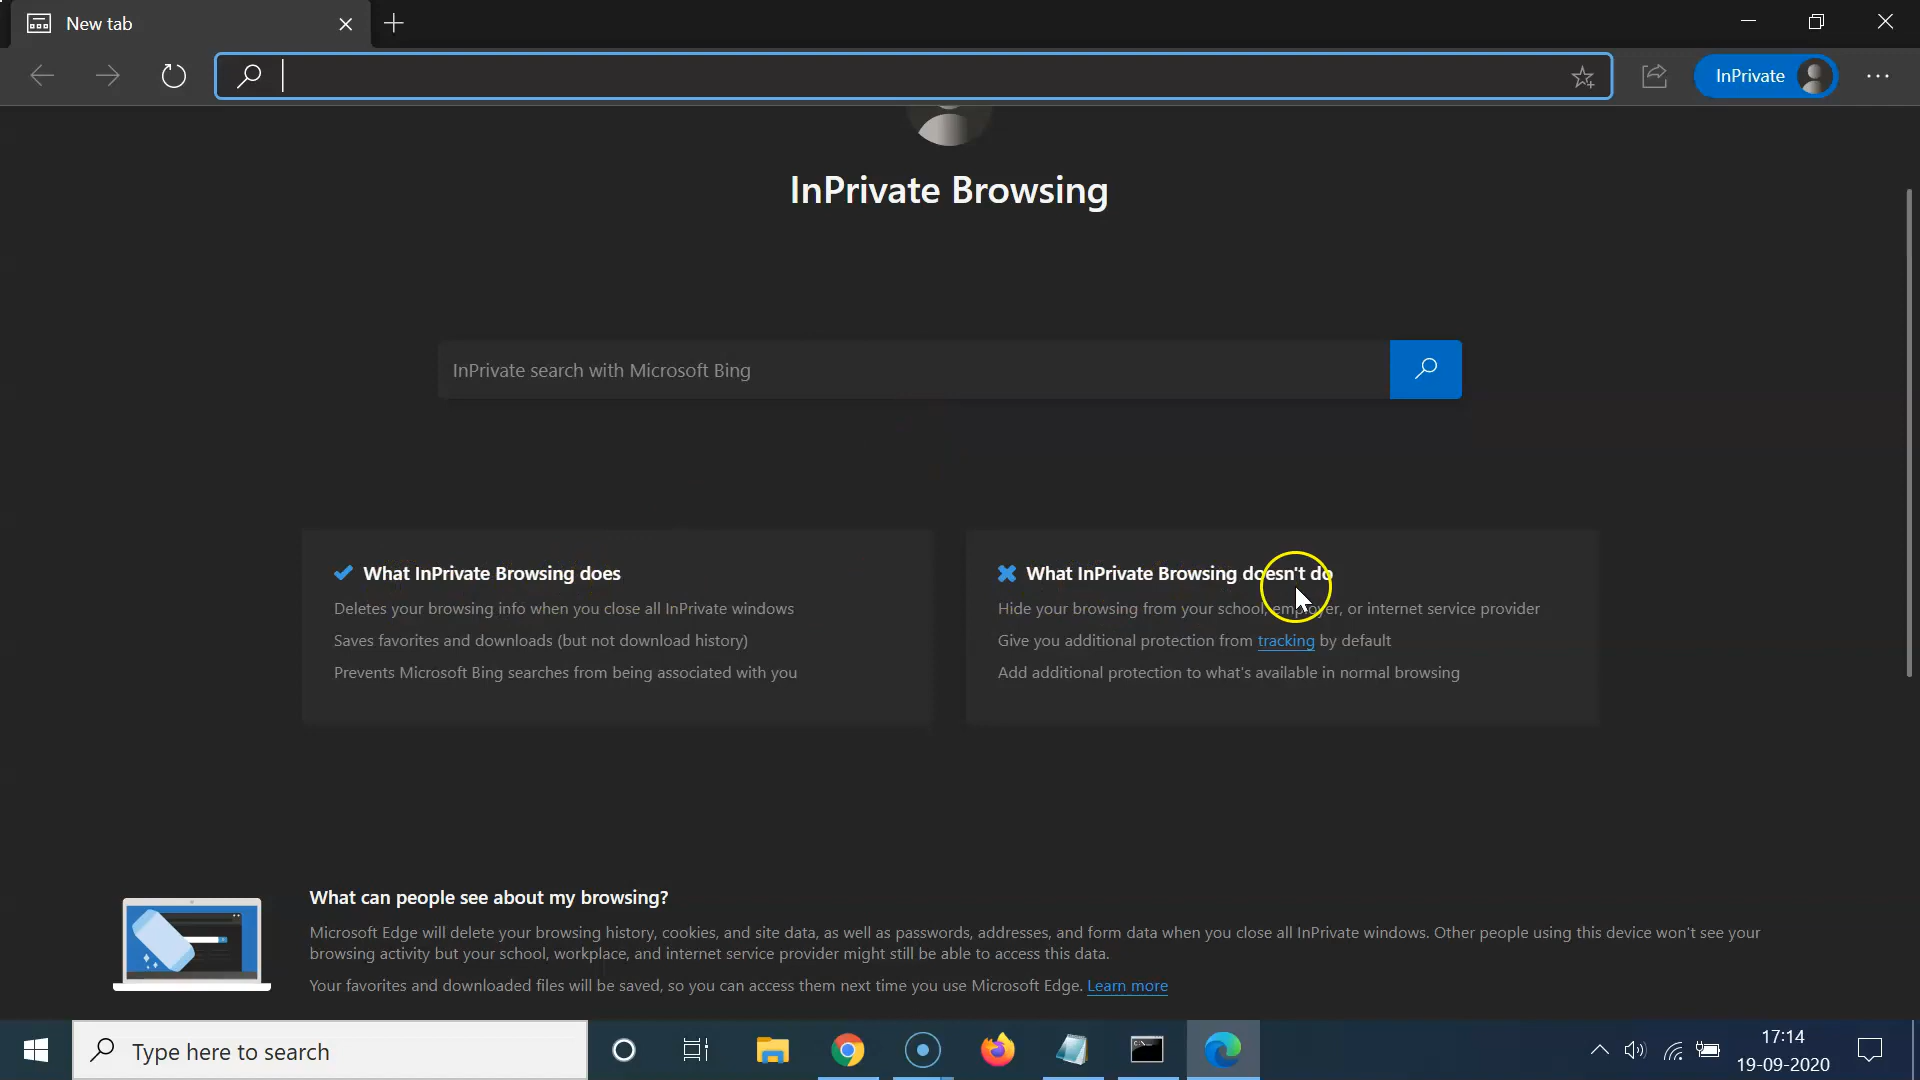 New tab
InPrivate
InPrivate Browsing
InPrivate search with Microsoft Bing
What InPrivate Browsing does
Deletes your browsing info when you close all InPrivate windows
Saves favorites and downloads (but not download history)
Prevents Microsoft Bing searches from being associated with you
What InPrivate Browsing doesn't do
Hide your browsing from your school, employer, or internet service provider
Give you additional protection from tracking by default
Add additional protection to what's available in normal browsing
What can people see about my browsing?
Microsoft Edge will delete your browsing history, cookies, and site data, as well as passwords, addresses, and form data when you close all InPrivate windows. Other people using this device won't see your
browsing activity but your school, workplace, and internet service provider might still be able to access this data.
Your favorites and downloaded files will be saved, so you can access them next time you use Microsoft Edge. Learn more
Type here to search
17:14
19-09-2020